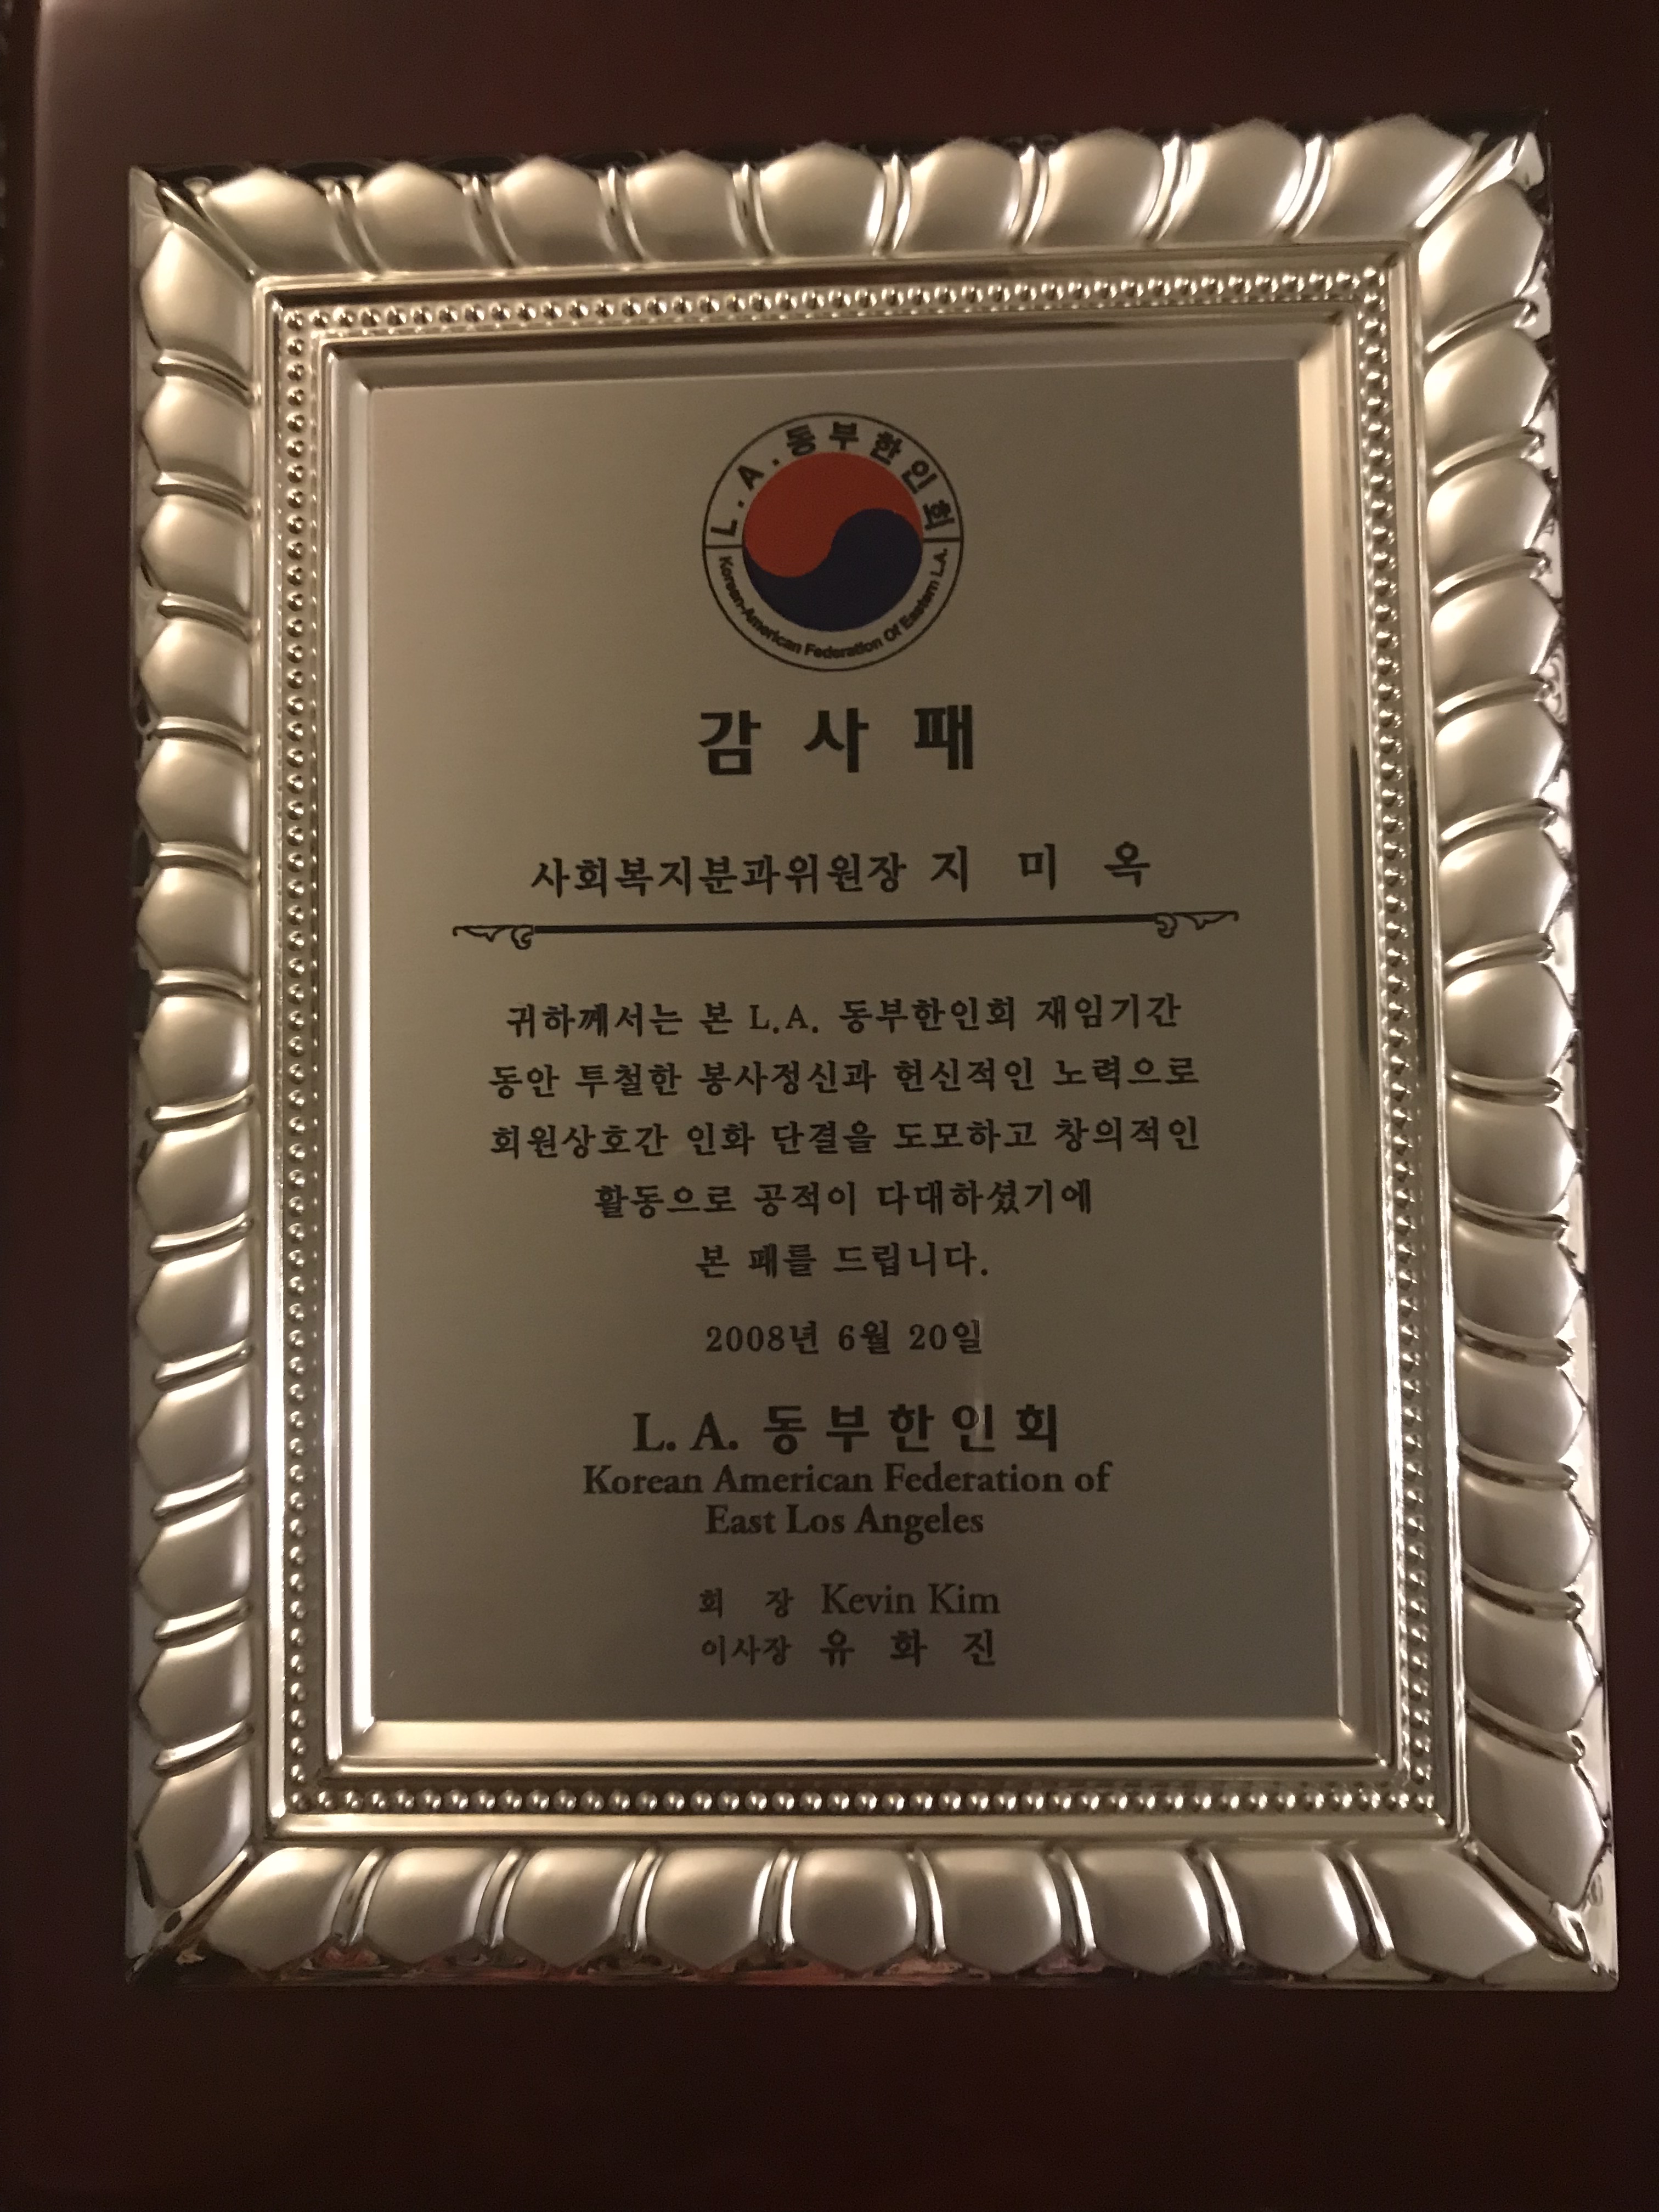 L.A.동부한인회
Korean-American Federation Of Eastern L.A.
감 사 패
사회복지분과위원장 지 미 옥
귀하께서는 본 L.A. 동부한인회 재임기간
동안 투철한 봉사정신과 헌신적인 노력으로
회원상호간 인화 단결을 도모하고 창의적인
활동으로 공적이 다대하셨기에
본 패를 드립니다.
2008년 6월 20일
L. A. 동부한인회
Korean American Federation of
East Los Angeles
회 장 Kevin Kim
이사장 유 화 진